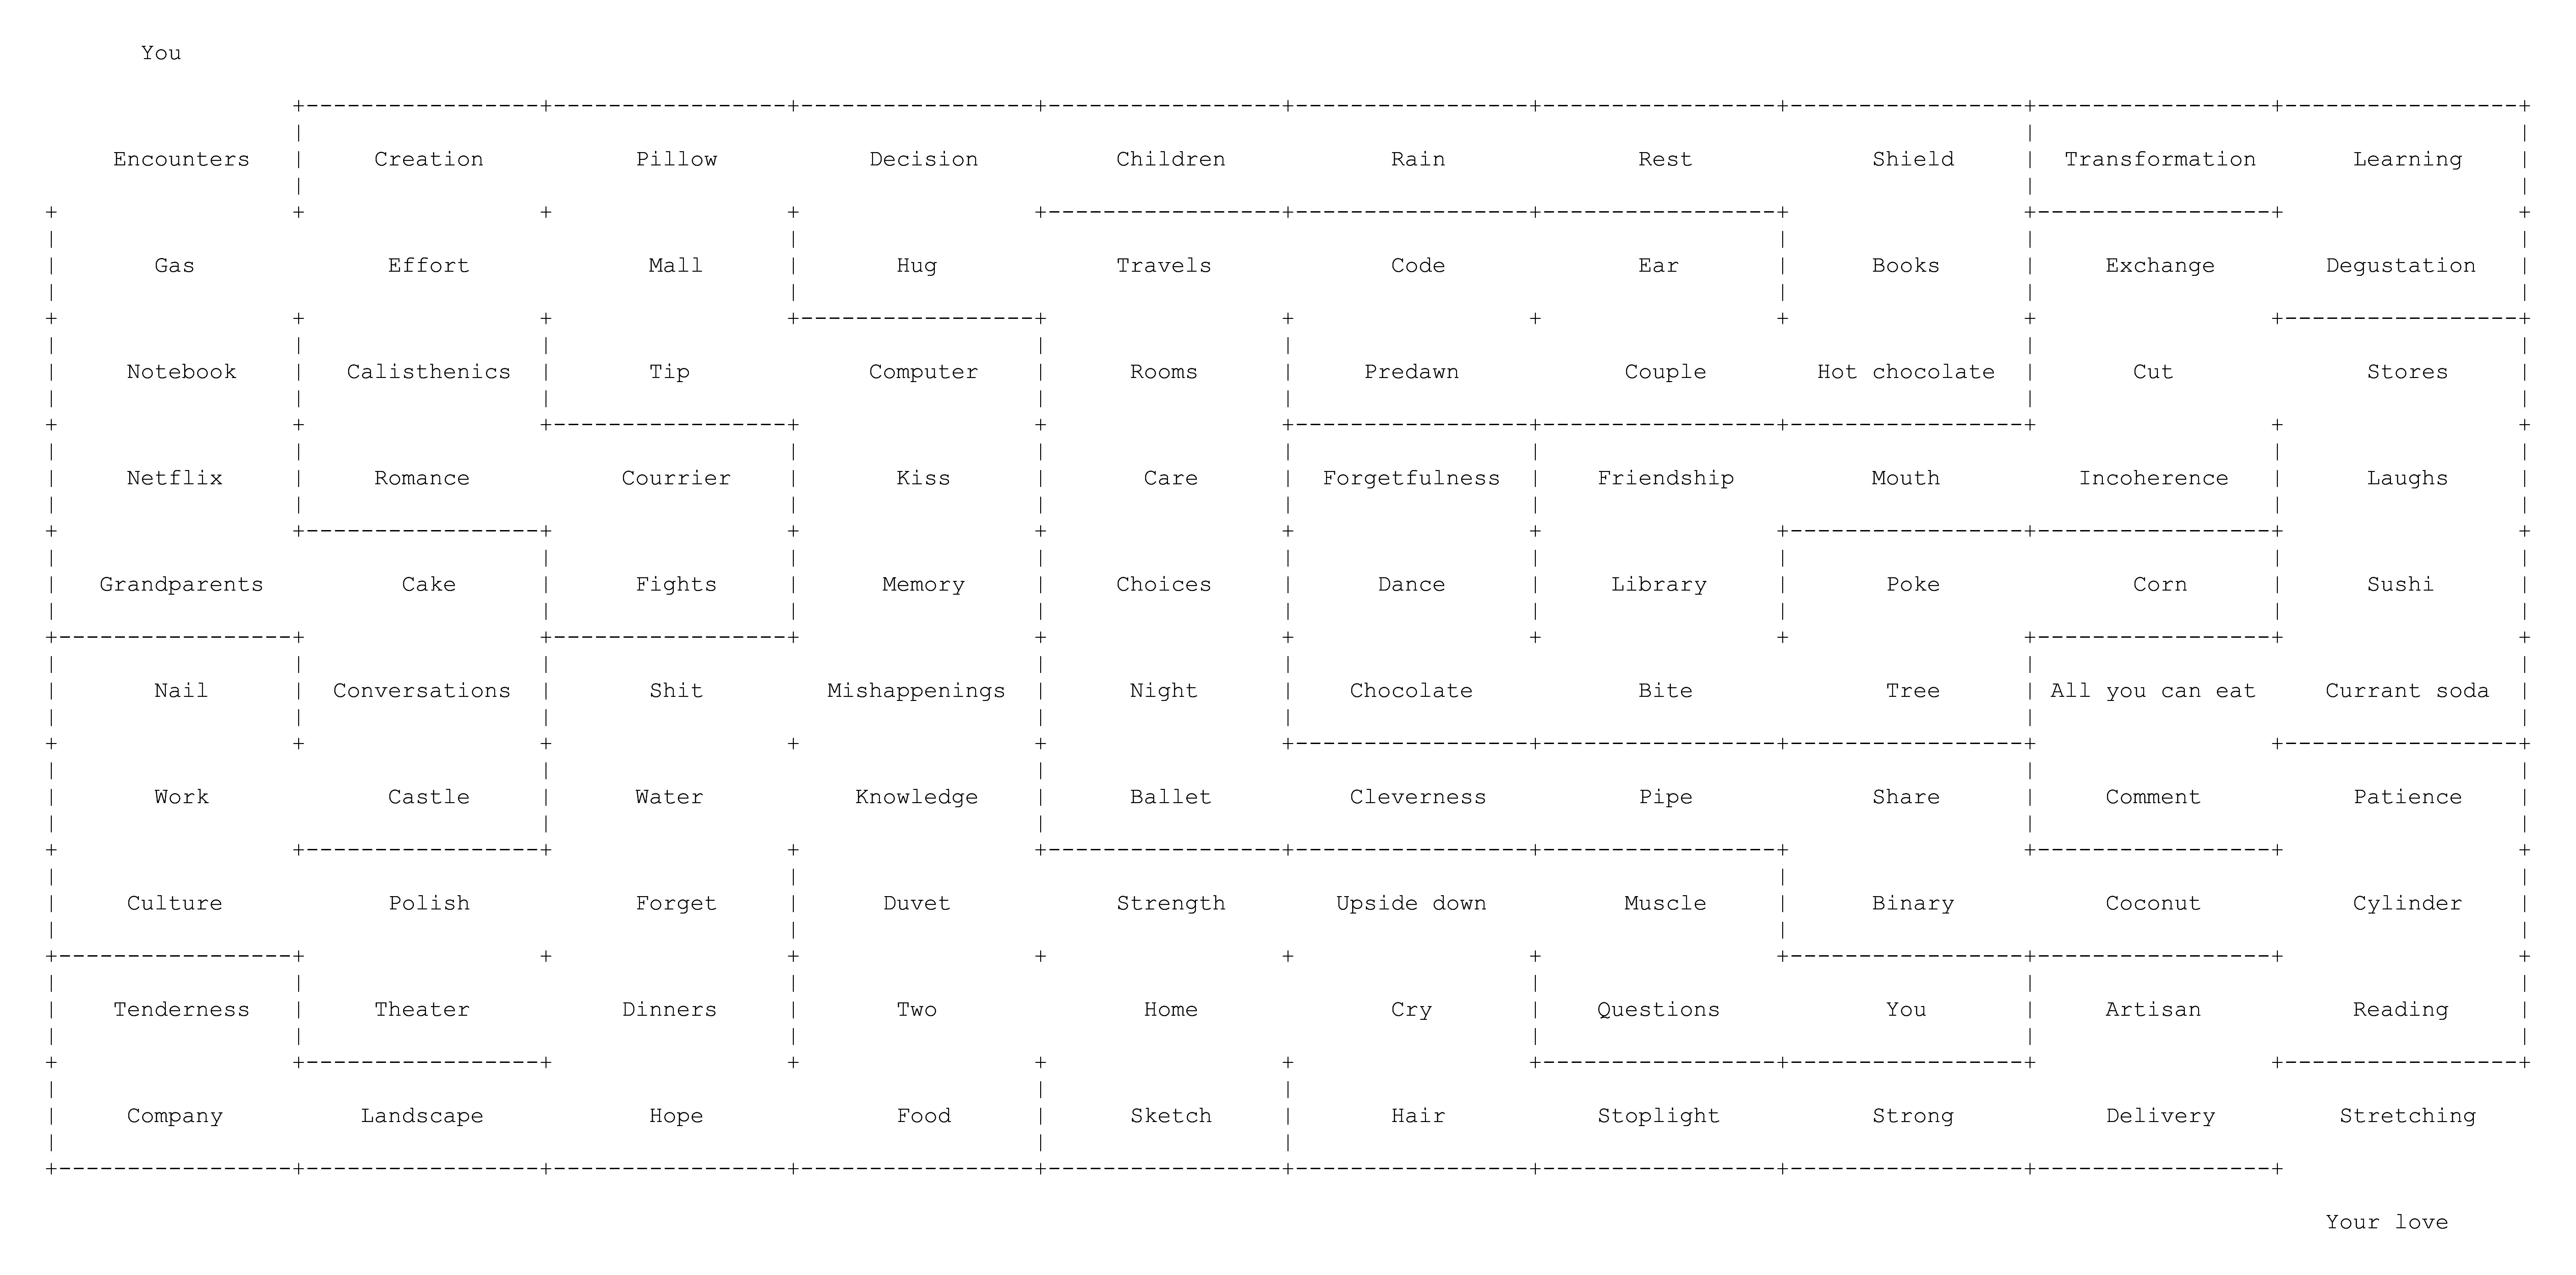 You
Encounters Creation Pillow Decision Children Rain Rest Shield Transformation Learning
Gas Effort Mall Hug Travels Code Ear Books Exchange Degustation
Notebook Calisthenics Tip Computer Rooms Predawn Couple Hot chocolate Cut Stores
Netflix Romance Courrier Kiss Care Forgetfulness Friendship Mouth Incoherence Laughs
Grandparents Cake Fights Memory Choices Dance Library Poke Corn Sushi
Nail Conversations Shit Mishappenings Night Chocolate Bite Tree All you can eat Currant soda
Work Castle Water Knowledge Ballet Cleverness Pipe Share Comment Patience
Culture Polish Forget Duvet Strength Upside down Muscle Binary Coconut Cylinder
Tenderness Theater Dinners Two Home Cry Questions You Artisan Reading
Company Landscape Hope Food Sketch Hair Stoplight Strong Delivery Stretching
Your love